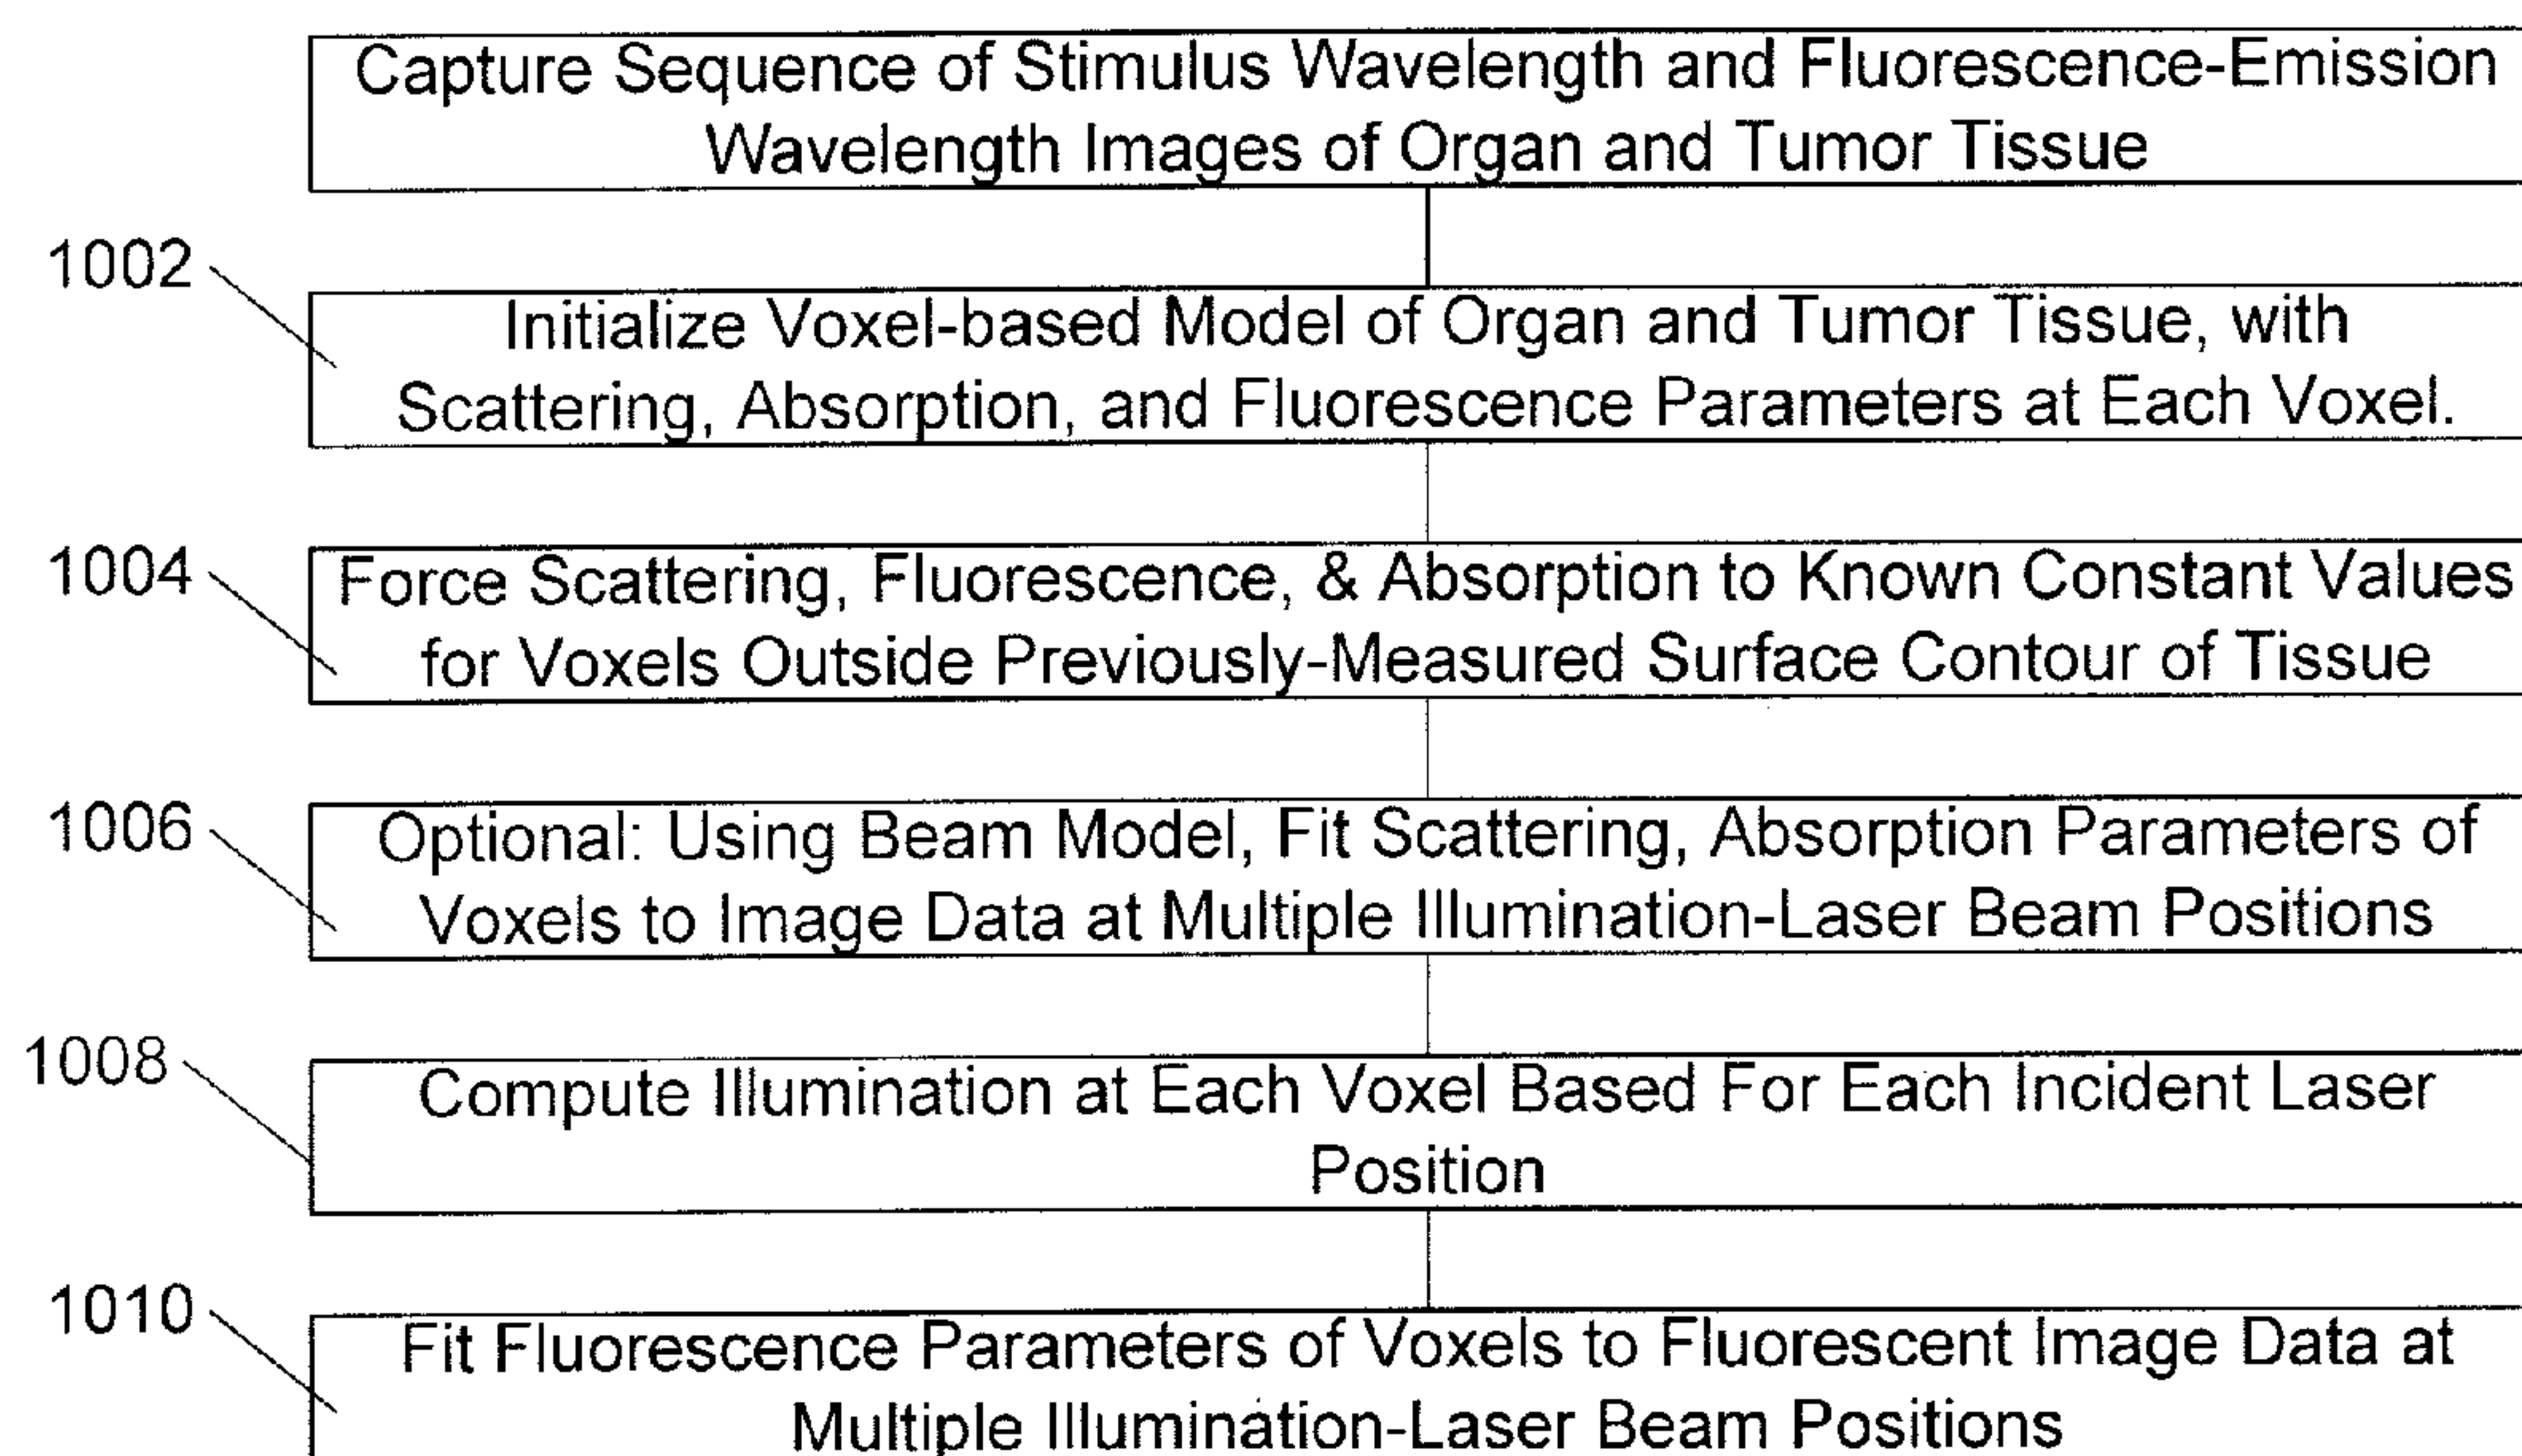 Capture Sequence of Stimulus Wavelength and Fluorescence-Emission
Wavelength Images of Organ and Tumor Tissue
1002
Initialize Voxel-based Model of Organ and Tumor Tissue, with
Scattering, Absorption, and Fluorescence Parameters at Each Voxel.
1004
Force Scattering, Fluorescence, & Absorption to Known Constant Values
for Voxels Outside Previously-Measured Surface Contour of Tissue
1006
Optional: Using Beam Model, Fit Scattering, Absorption Parameters of
Voxels to Image Data at Multiple Illumination-Laser Beam Positions
1008
Compute Illumination at Each Voxel Based For Each Incident Laser
Position
1010
Fit Fluorescence Parameters of Voxels to Fluorescent Image Data at
Multiple Illumination-Laser Beam Positions